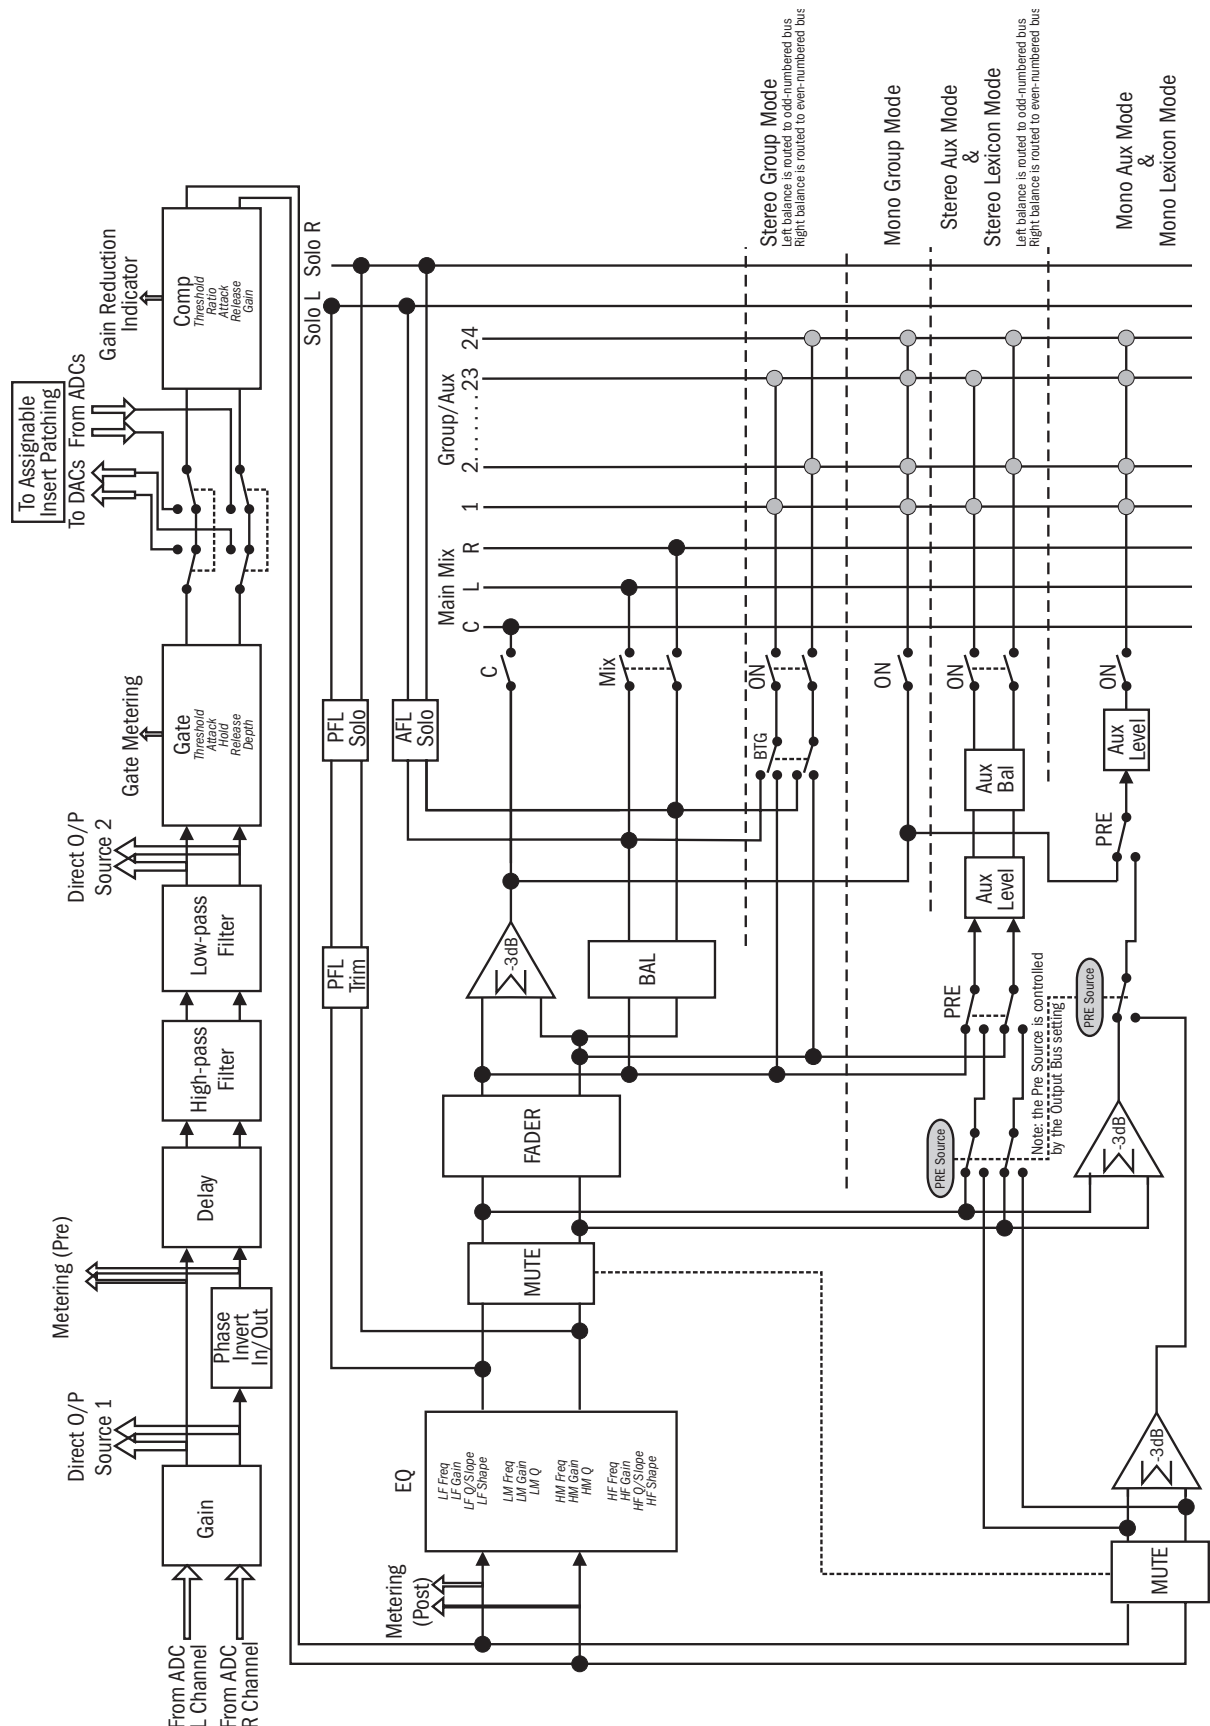 From ADC
L Channel
From ADC
R Channel
Gain
Direct O/P
Source 1
Phase
Invert
In/Out
Metering (Pre)
Delay
High-pass
Filter
Low-pass
Filter
Direct O/P
Source 2
Gate Metering
Gate
Threshold
Attack
Hold
Release
Depth
To Assignable
Insert Patching
To DACs
From ADCs
Gain Reduction
Indicator
Comp
Threshold
Ratio
Attack
Release
Gain
Solo L
Solo R
PFL
Trim
PFL
Solo
AFL
Solo
Metering
(Post)
EQ
LF Freq
LF Gain
LF Q/Slope
LF Shape
LM Freq
LM Gain
LM Q
HM Freq
HM Gain
HM Q
HF Freq
HF Gain
HF Q/Slope
HF Shape
MUTE
FADER
Σ-3dB
BAL
C
Mix
Main Mix
C
L
R
Group/Aux
1
2........23
24
BTG
ON
Stereo Group Mode
Left balance is routed to odd-numbered bus
Right balance is routed to even-numbered bus
ON
Mono Group Mode
PRE Source
PRE
Aux
Level
Aux
Bal
ON
Stereo Aux Mode
&
Stereo Lexicon Mode
Left balance is routed to odd-numbered bus
Right balance is routed to even-numbered bus
Note: the Pre Source is controlled
by the Output Bus setting
MUTE
Σ-3dB
Σ-3dB
PRE Source
PRE
Aux
Level
ON
Mono Aux Mode
&
Mono Lexicon Mode